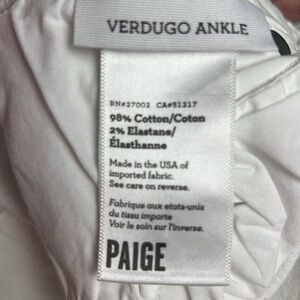 VERDUGO ANKLE
RN#27002 CA#51217
98% Cotton/Coton
2% Elastane/
Élasthanne
Made in the USA of
imported fabric.
See care on reverse.
Fabrique aux etats-unis
du tissu importe
Voir le soin sur l'inverse.
PAIGE